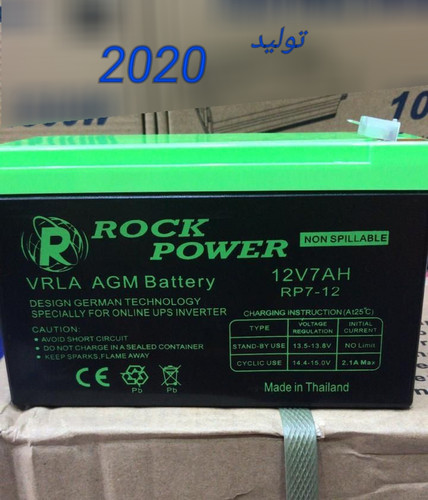 تولید
2020
R
ROCK
POWER
NON SPILLABLE
VRLA AGM Battery
12V7AH
RP7-12
DESIGN GERMAN TECHNOLOGY
SPECIALLY FOR ONLINE UPS INVERTER
CAUTION:
● AVOID SHORT CIRCUIT
● DO NOT CHARGE IN A SEALED CONTAINER
● KEEP SPARKS,FLAME AWAY
CHARGING INSTRUCTION (At25℃)
TYPE VOLTAGE REGULATION INITIAL CURRENT
STAND-BY USE 13.5-13.8V NO Limit
CYCLIC USE 14.4-15.0V 2.1A Max
CE
Pb Pb
Made in Thailand